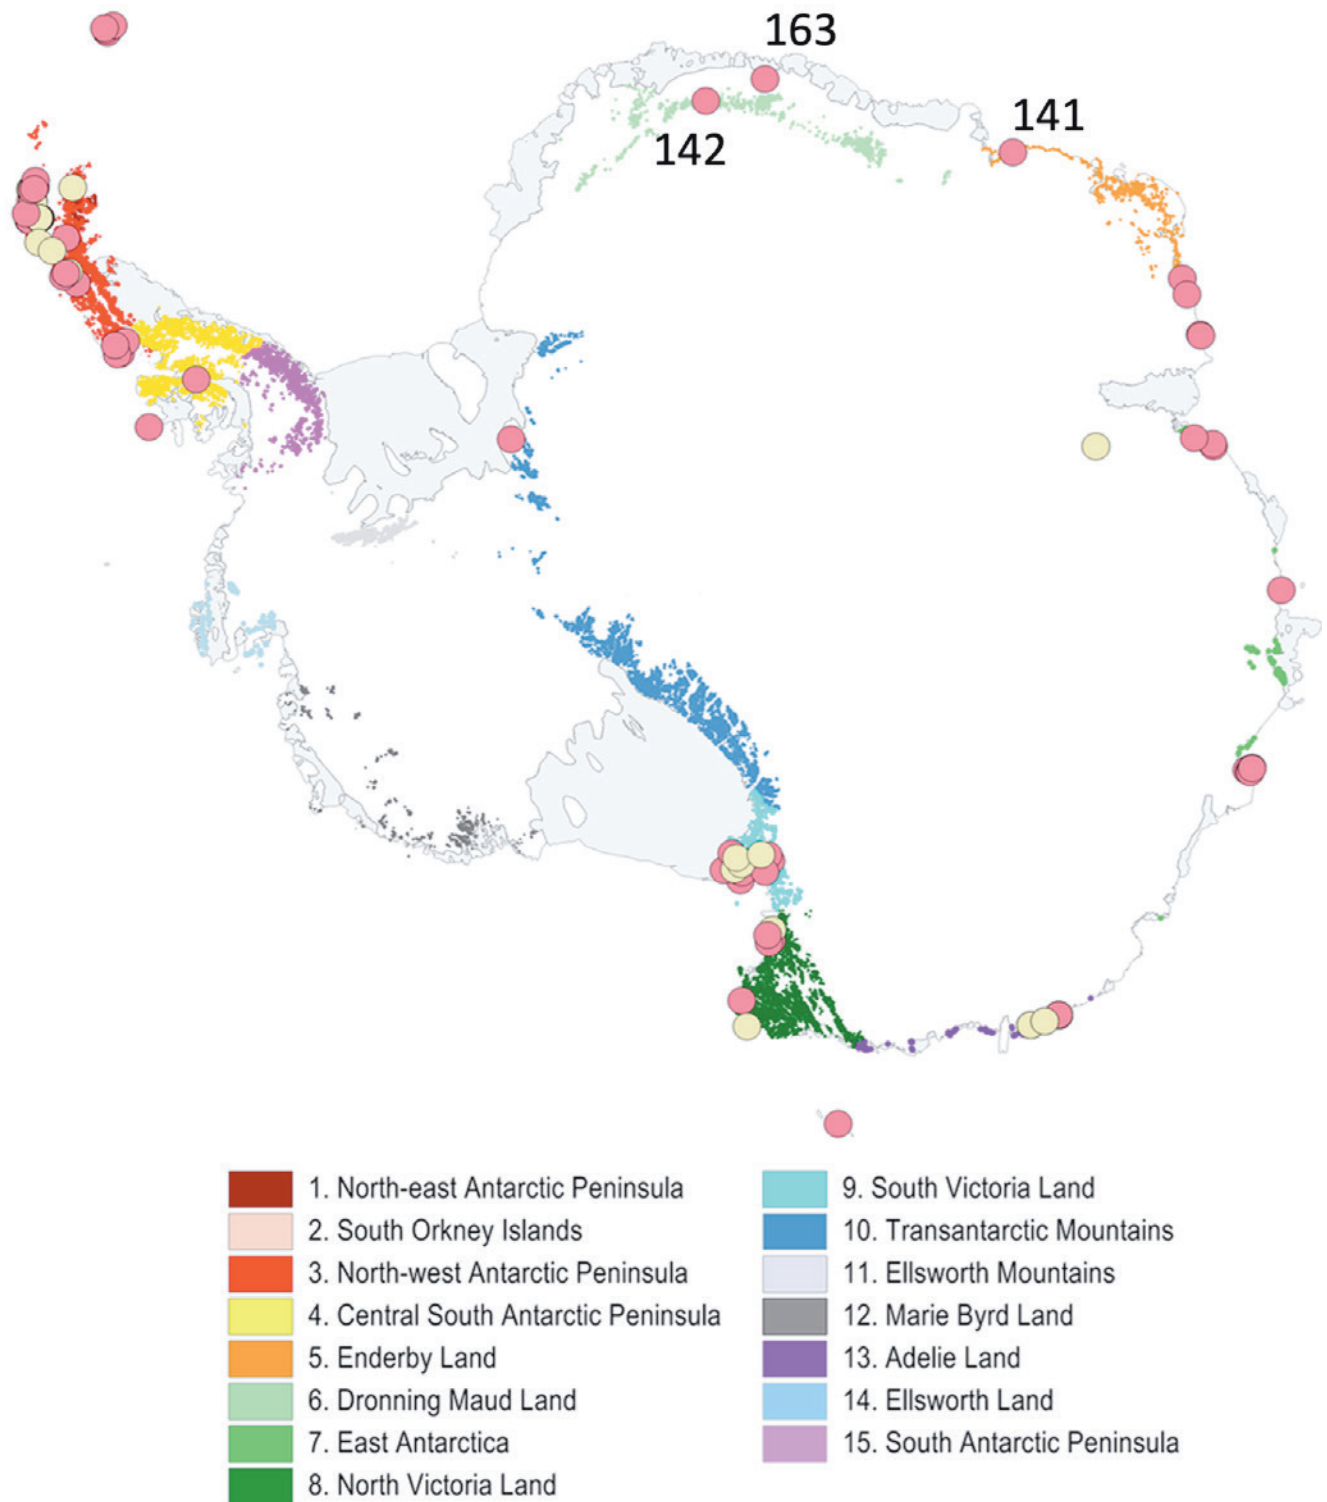 163
142
141
1. North-east Antarctic Peninsula
2. South Orkney Islands
3. North-west Antarctic Peninsula
4. Central South Antarctic Peninsula
5. Enderby Land
6. Dronning Maud Land
7. East Antarctica
8. North Victoria Land
9. South Victoria Land
10. Transantarctic Mountains
11. Ellsworth Mountains
12. Marie Byrd Land
13. Adelie Land
14. Ellsworth Land
15. South Antarctic Peninsula